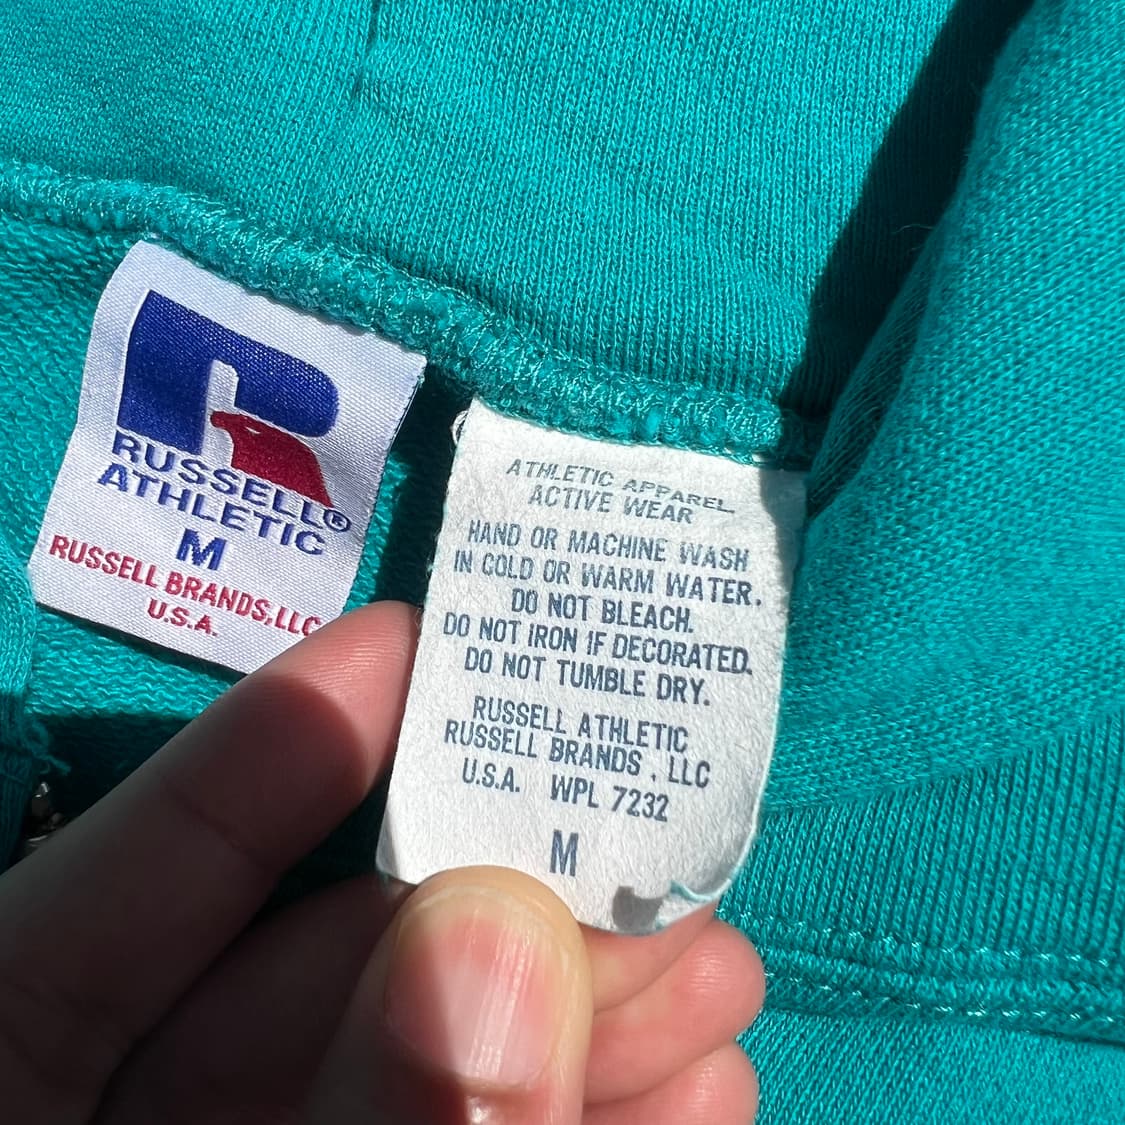 RUSSELL®
ATHLETIC
M
RUSSELL BRANDS,LLC
U.S.A.
ATHLETIC APPAREL
ACTIVE WEAR
HAND OR MACHINE WASH
IN COLD OR WARM WATER.
DO NOT BLEACH.
DO NOT IRON IF DECORATED.
DO NOT TUMBLE DRY.
RUSSELL ATHLETIC
RUSSELL BRANDS , LLC
U.S.A. WPL 7232
M